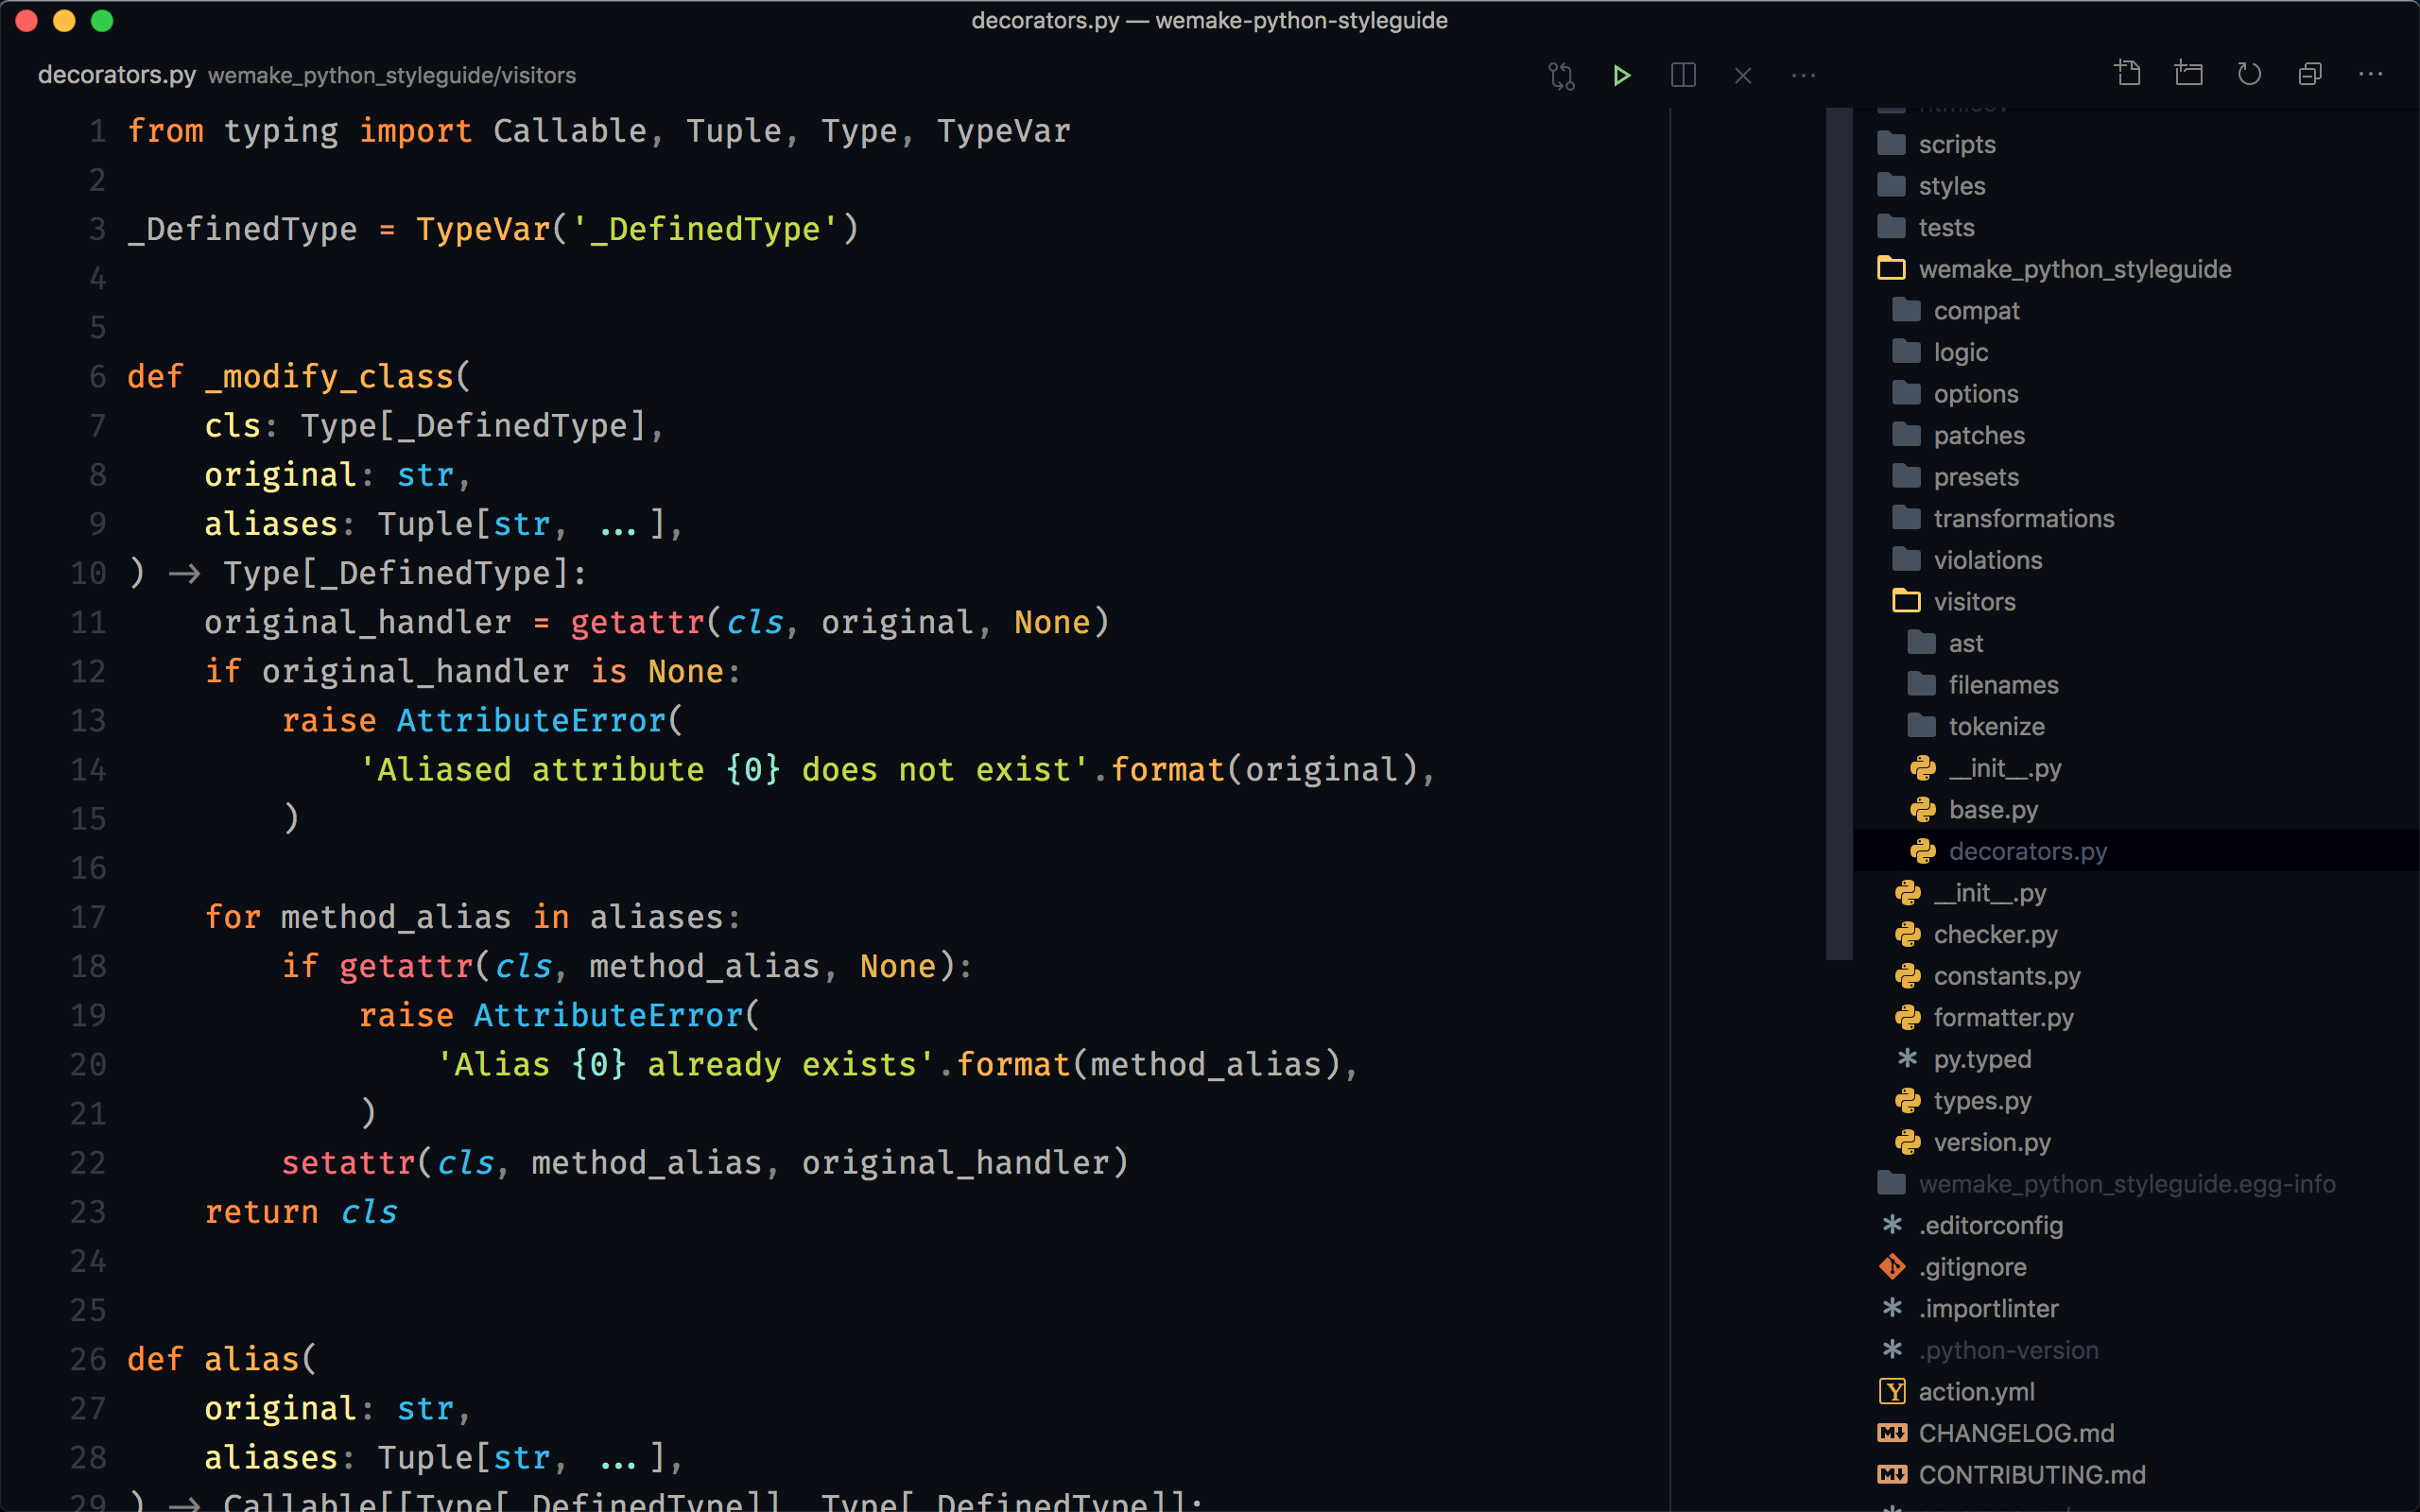 decorators.py — wemake-python-styleguide
decorators.py wemake_python_styleguide/visitors
1 from typing import Callable, Tuple, Type, TypeVar
2
3 _DefinedType = TypeVar('_DefinedType')
4
5
6 def _modify_class(
7     cls: Type[_DefinedType],
8     original: str,
9     aliases: Tuple[str, ...],
10 ) → Type[_DefinedType]:
11     original_handler = getattr(cls, original, None)
12     if original_handler is None:
13         raise AttributeError(
14             'Aliased attribute {0} does not exist'.format(original),
15         )
16
17     for method_alias in aliases:
18         if getattr(cls, method_alias, None):
19             raise AttributeError(
20                 'Alias {0} already exists'.format(method_alias),
21             )
22         setattr(cls, method_alias, original_handler)
23     return cls
24
25
26 def alias(
27     original: str,
28     aliases: Tuple[str, ...],
29 ) → Callable[[Type[_DefinedType]], Type[_DefinedType]]:
scripts
styles
tests
wemake_python_styleguide
compat
logic
options
patches
presets
transformations
violations
visitors
ast
filenames
tokenize
__init__.py
base.py
decorators.py
__init__.py
checker.py
constants.py
formatter.py
py.typed
types.py
version.py
wemake_python_styleguide.egg-info
.editorconfig
.gitignore
.importlinter
.python-version
action.yml
CHANGELOG.md
CONTRIBUTING.md